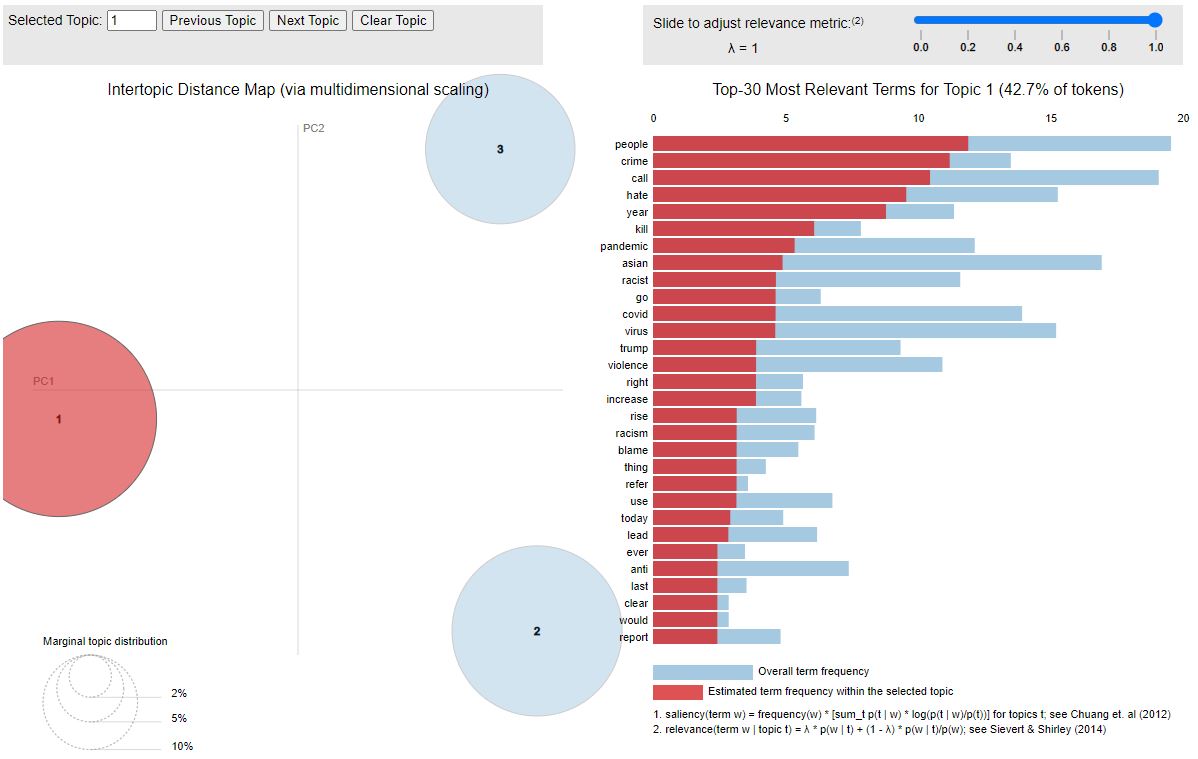 Selected Topic: 1 Previous Topic Next Topic Clear Topic
Slide to adjust relevance metric:(2)
λ = 1
0.0 0.2 0.4 0.6 0.8 1.0
Intertopic Distance Map (via multidimensional scaling)
PC2
PC1
3
1
2
Marginal topic distribution
2%
5%
10%
Top-30 Most Relevant Terms for Topic 1 (42.7% of tokens)
0 5 10 15 20
people
crime
call
hate
year
kill
pandemic
asian
racist
go
covid
virus
trump
violence
right
increase
rise
racism
blame
thing
refer
use
today
lead
ever
anti
last
clear
would
report
Overall term frequency
Estimated term frequency within the selected topic
1. saliency(term w) = frequency(w) * [sum_t p(t | w) * log(p(t | w)/p(t))] for topics t; see Chuang et. al (2012)
2. relevance(term w | topic t) = λ * p(w | t) + (1 - λ) * p(w | t)/p(w); see Sievert & Shirley (2014)